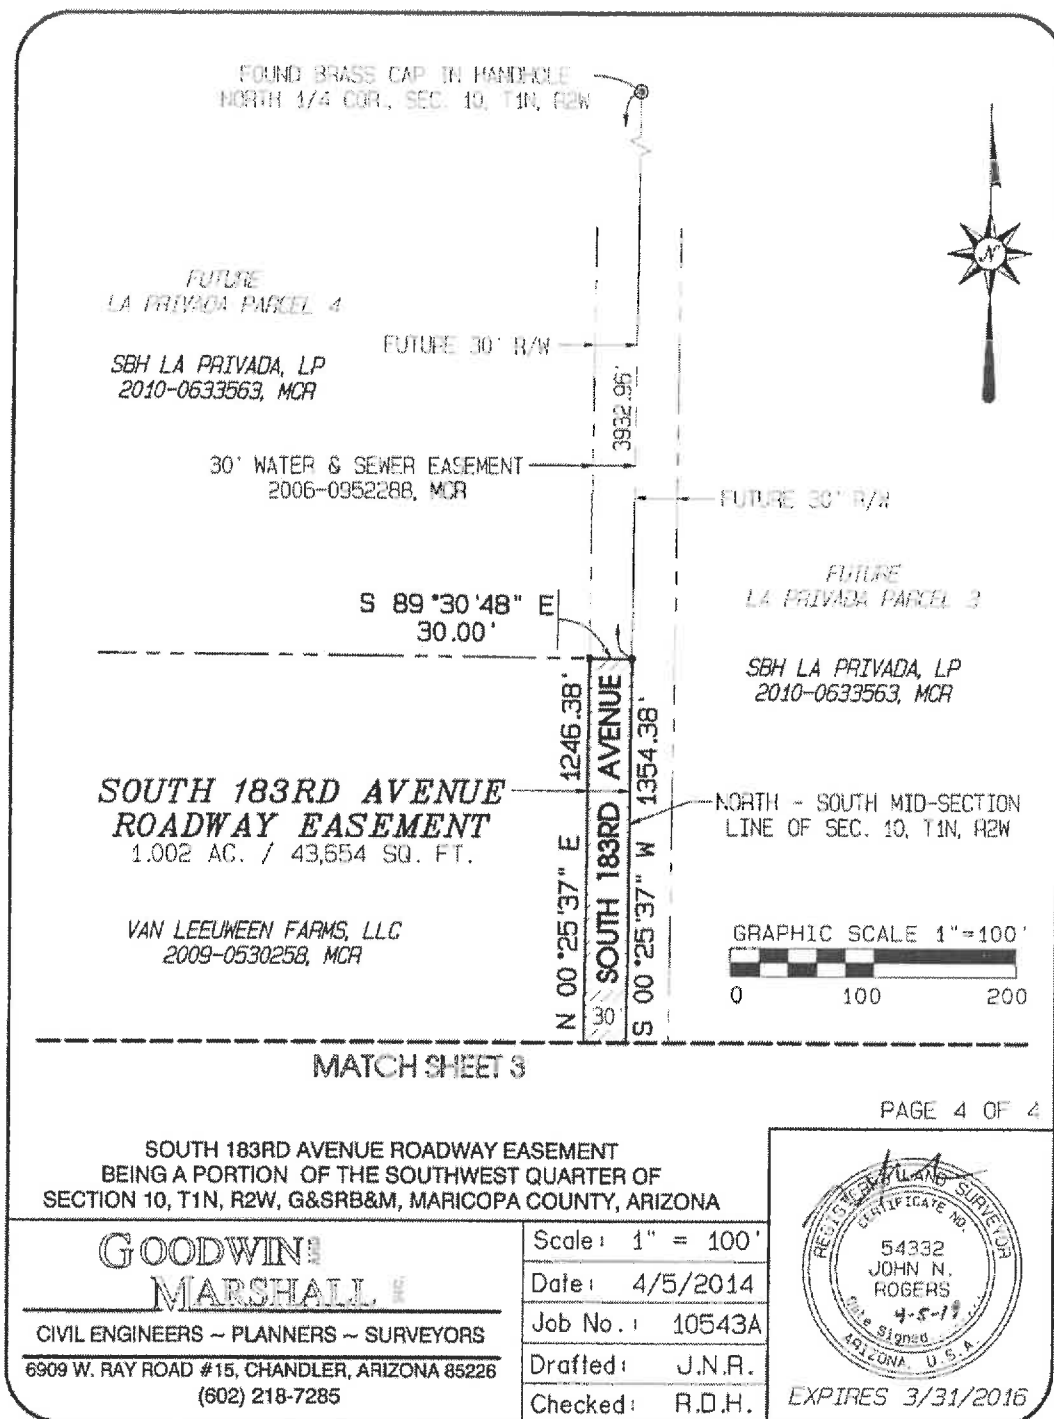 FOUND BRASS CAP IN HANDHOLE
NORTH 1/4 COR., SEC. 10, T1N, R2W
N
FUTURE
LA PRIVADA PARCEL 4
SBH LA PRIVADA, LP
2010-0633563, MCR
FUTURE 30' R/W
3932.96'
30' WATER & SEWER EASEMENT
2006-0952288, MCR
FUTURE 30' R/W
FUTURE
LA PRIVADA PARCEL 3
SBH LA PRIVADA, LP
2010-0633563, MCR
S 89°30'48" E
30.00'
N 00°25'37" E 1246.38'
SOUTH 183RD AVENUE
S 00°25'37" W 1354.38'
30'
SOUTH 183RD AVENUE
ROADWAY EASEMENT
1.002 AC. / 43,654 SQ. FT.
NORTH - SOUTH MID-SECTION
LINE OF SEC. 10, T1N, R2W
VAN LEEUWEEN FARMS, LLC
2009-0530258, MCR
GRAPHIC SCALE 1"=100'
0 100 200
MATCH SHEET 3
PAGE 4 OF 4
SOUTH 183RD AVENUE ROADWAY EASEMENT
BEING A PORTION OF THE SOUTHWEST QUARTER OF
SECTION 10, T1N, R2W, G&SRB&M, MARICOPA COUNTY, ARIZONA
GOODWIN AND
MARSHALL INC.
CIVIL ENGINEERS ~ PLANNERS ~ SURVEYORS
6909 W. RAY ROAD #15, CHANDLER, ARIZONA 85226
(602) 218-7285
Scale: 1" = 100'
Date: 4/5/2014
Job No.: 10543A
Drafted: J.N.R.
Checked: R.D.H.
REGISTERED LAND SURVEYOR
CERTIFICATE NO.
54332
JOHN N.
ROGERS
Date Signed
ARIZONA, U.S.A.
EXPIRES 3/31/2016